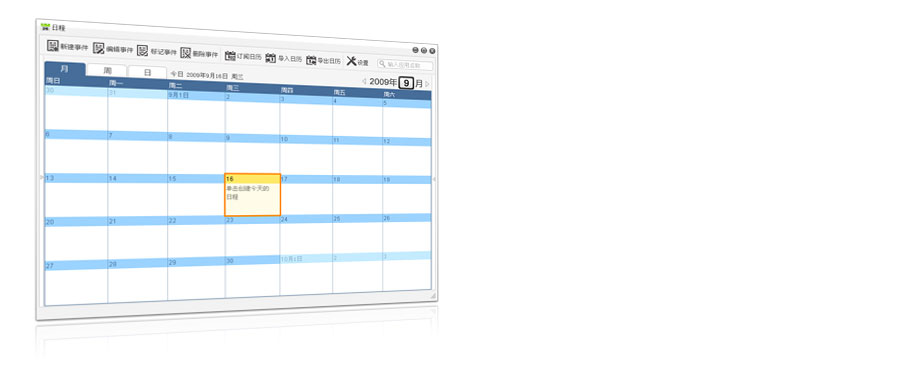 日程
新建事件 编辑事件 标记事件 删除事件 订阅日历 导入日历 导出日历 设置
月 周 日 今日 2009年9月16日 周三 2009年 9 月
周日 周一 周二 周三 周四 周五 周六
30 31 9月1日 2 3 4 5
6 7 8 9 10 11 12
13 14 15 16 17 18 19
单击创建今天的
日程
20 21 22 23 24 25 26
27 28 29 30 10月1日 2 3